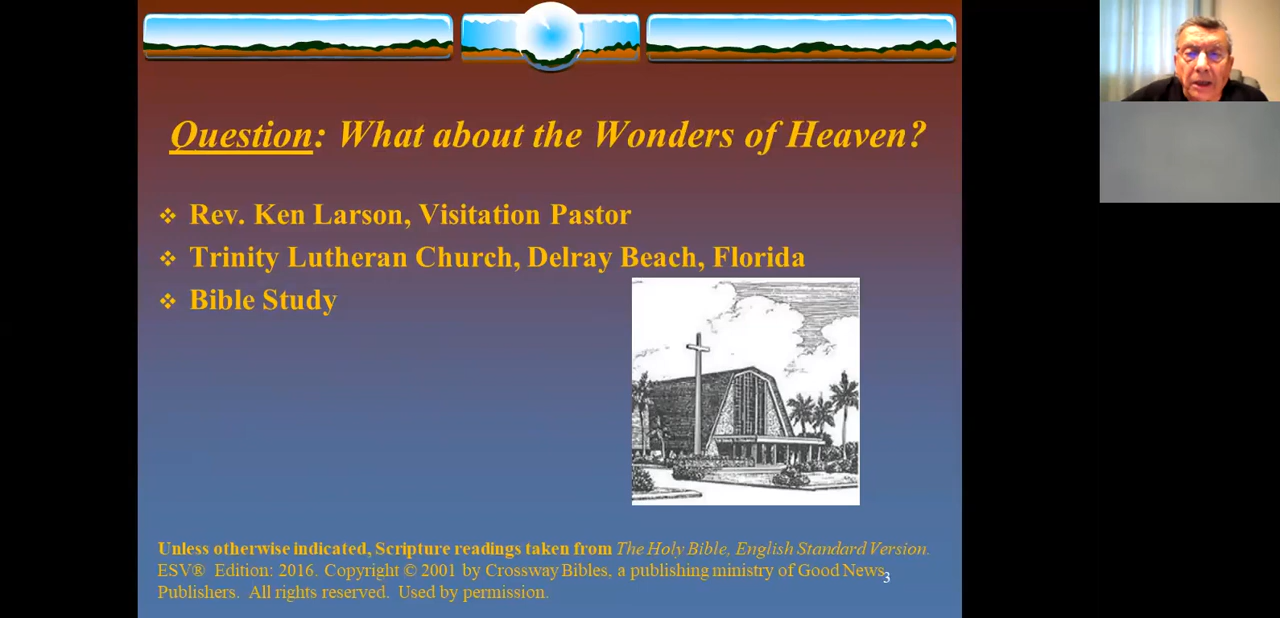 Question: What about the Wonders of Heaven?
Rev. Ken Larson, Visitation Pastor
Trinity Lutheran Church, Delray Beach, Florida
Bible Study
Unless otherwise indicated, Scripture readings taken from The Holy Bible, English Standard Version.
ESV® Edition: 2016. Copyright © 2001 by Crossway Bibles, a publishing ministry of Good News
Publishers. All rights reserved. Used by permission.
3